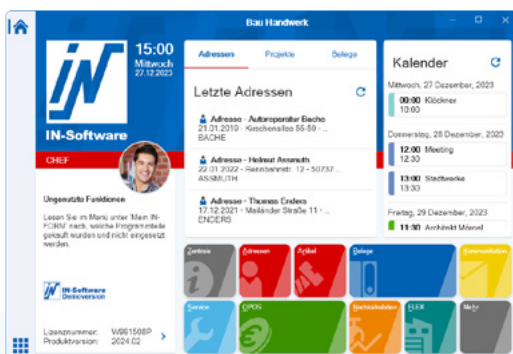 Bau Handwerk
15:00
Mittwoch
27.12.2023
IN-Software
CHEF
Ungenutzte Funktionen
Lesen Sie im Menü unter 'Mein IN-
FORM' nach, welche Programmteile
gekauft wurden und nicht eingesetzt
werden.
IN-Software
Demoversion
Lizenznummer: W961508P
Produktversion: 2024.02
Adressen Projekte Belege
Letzte Adressen
Adresse - Autoreparatur Bache
21.01.2019 - Kirschenallee 55-59 - ...
BACHE
Adresse - Helmut Assmuth
22.01.2022 - Rennbahnstr. 12 - 50737 ...
ASSMUTH
Adresse - Thomas Enders
17.12.2021 - Mailänder Straße 11 - ...
ENDERS
Kalender
Mittwoch, 27 Dezember, 2023
09:00 Klöckner
10:00
Donnerstag, 28 Dezember, 2023
12:00 Meeting
12:30
13:00 Stadtwerke
13:30
Freitag, 29 Dezember, 2023
11:30 Architekt Mörsel
Zentrale
Adressen
Artikel
Belege
Kommunikation
Service
OPOS
Nachkalkulation
FLEX
Mehr